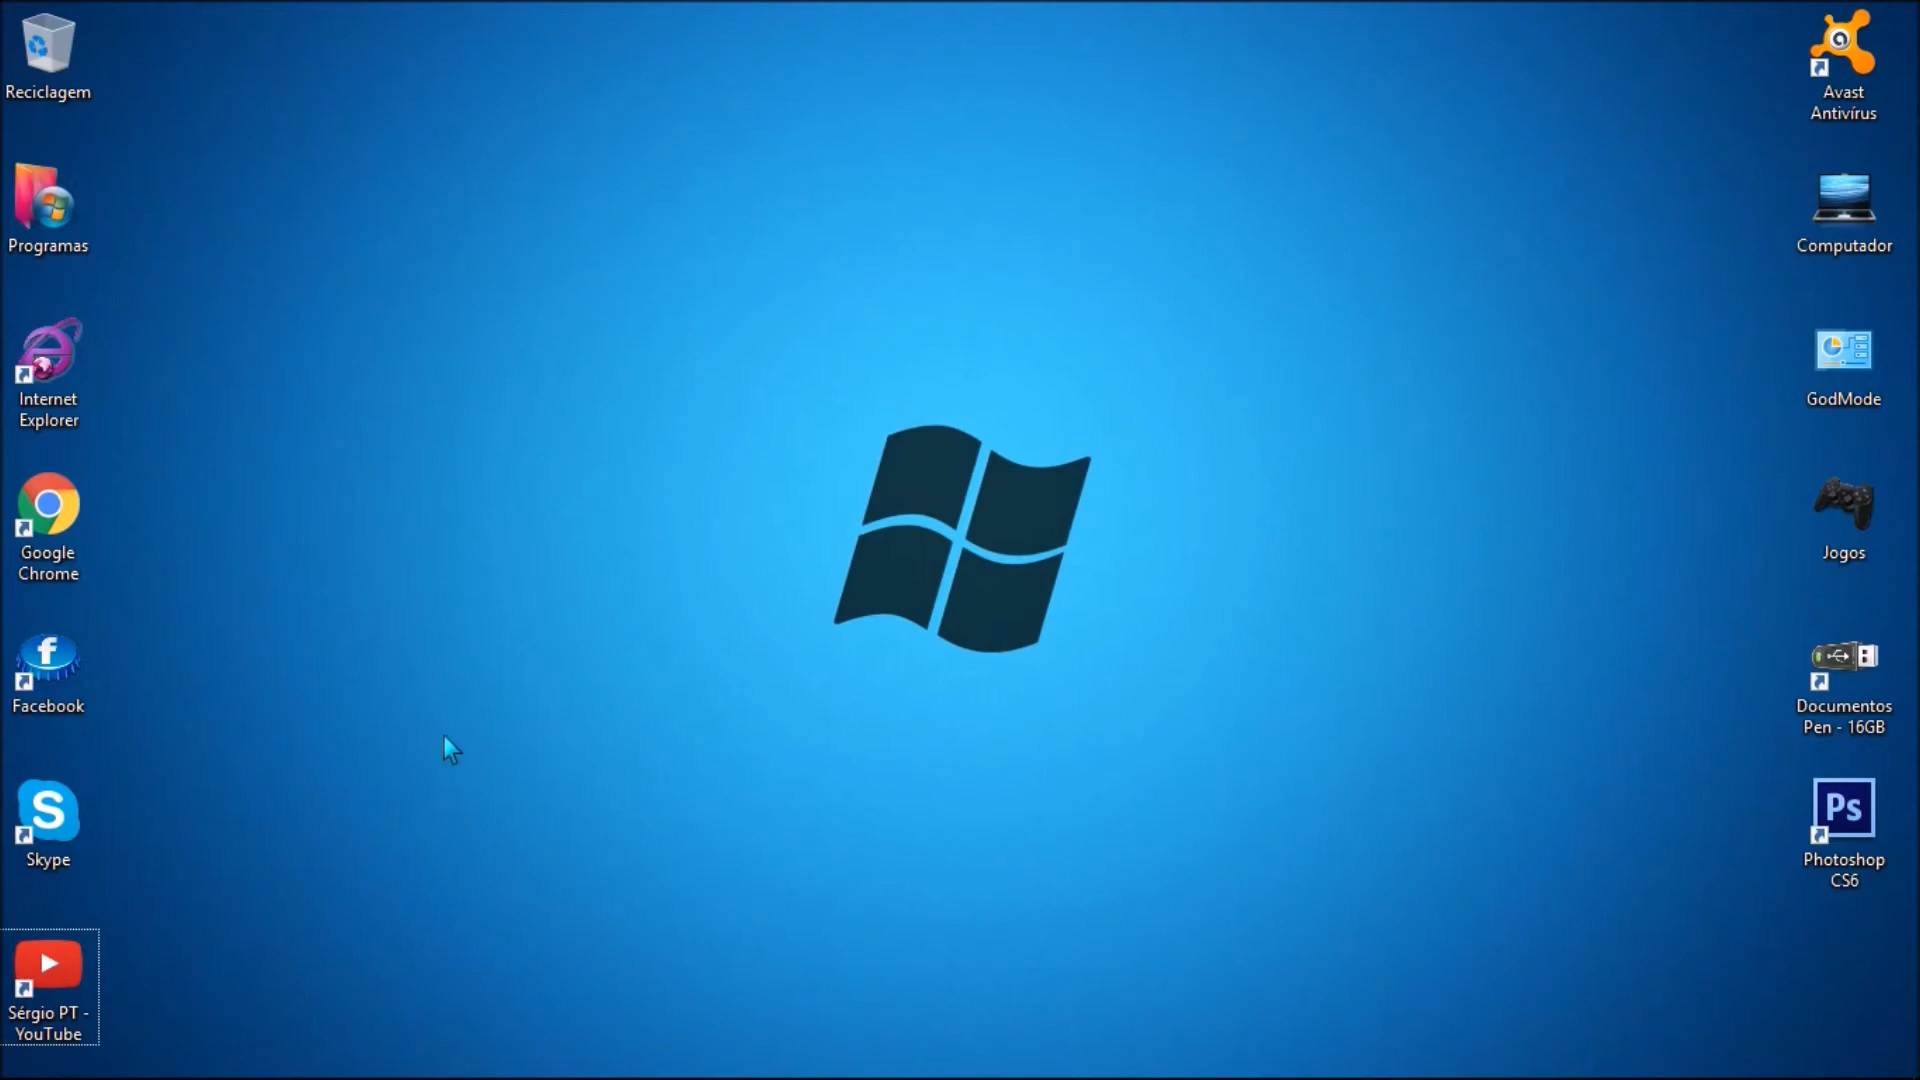 Reciclagem
Programas
Internet
Explorer
Google
Chrome
Facebook
Skype
Sérgio PT -
YouTube
Avast
Antivírus
Computador
GodMode
Jogos
Documentos
Pen - 16GB
Ps
Photoshop
CS6